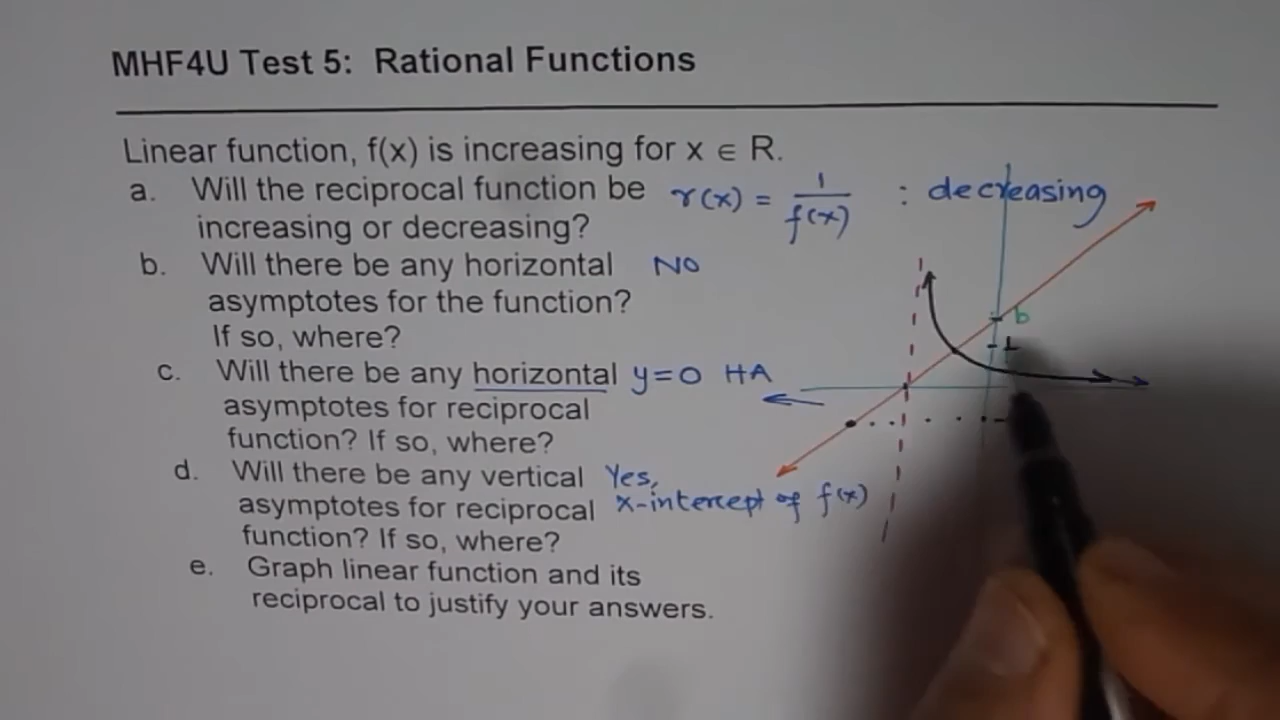 MHF4U Test 5: Rational Functions
Linear function, f(x) is increasing for x ∈ R.
a. Will the reciprocal function be r(x) = 1/f(x) : decreasing
increasing or decreasing?
b. Will there be any horizontal NO
asymptotes for the function?
If so, where?
c. Will there be any horizontal y=0 HA
asymptotes for reciprocal
function? If so, where?
d. Will there be any vertical Yes,
asymptotes for reciprocal x-intercept of f(x)
function? If so, where?
e. Graph linear function and its
reciprocal to justify your answers.
b
1